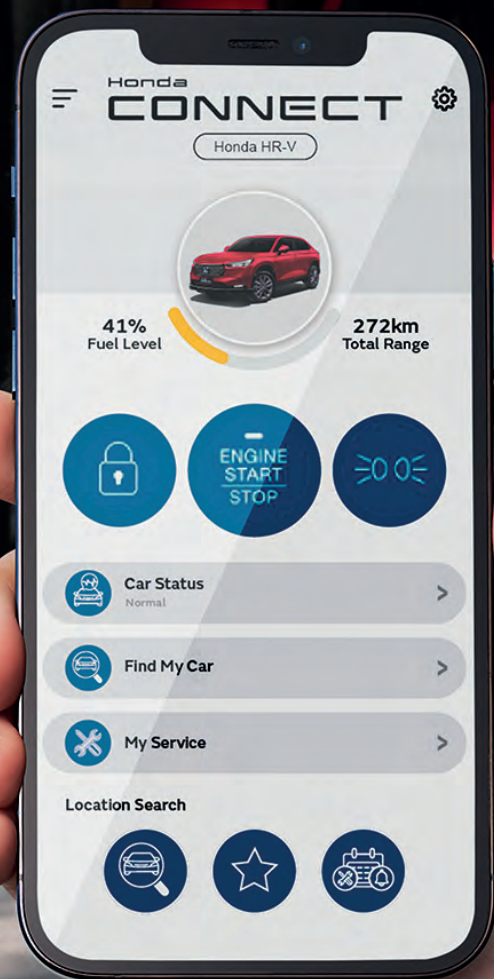 Honda
CONNECT
Honda HR-V
41%
Fuel Level
272km
Total Range
ENGINE
START
STOP
Car Status
Normal
Find My Car
My Service
Location Search